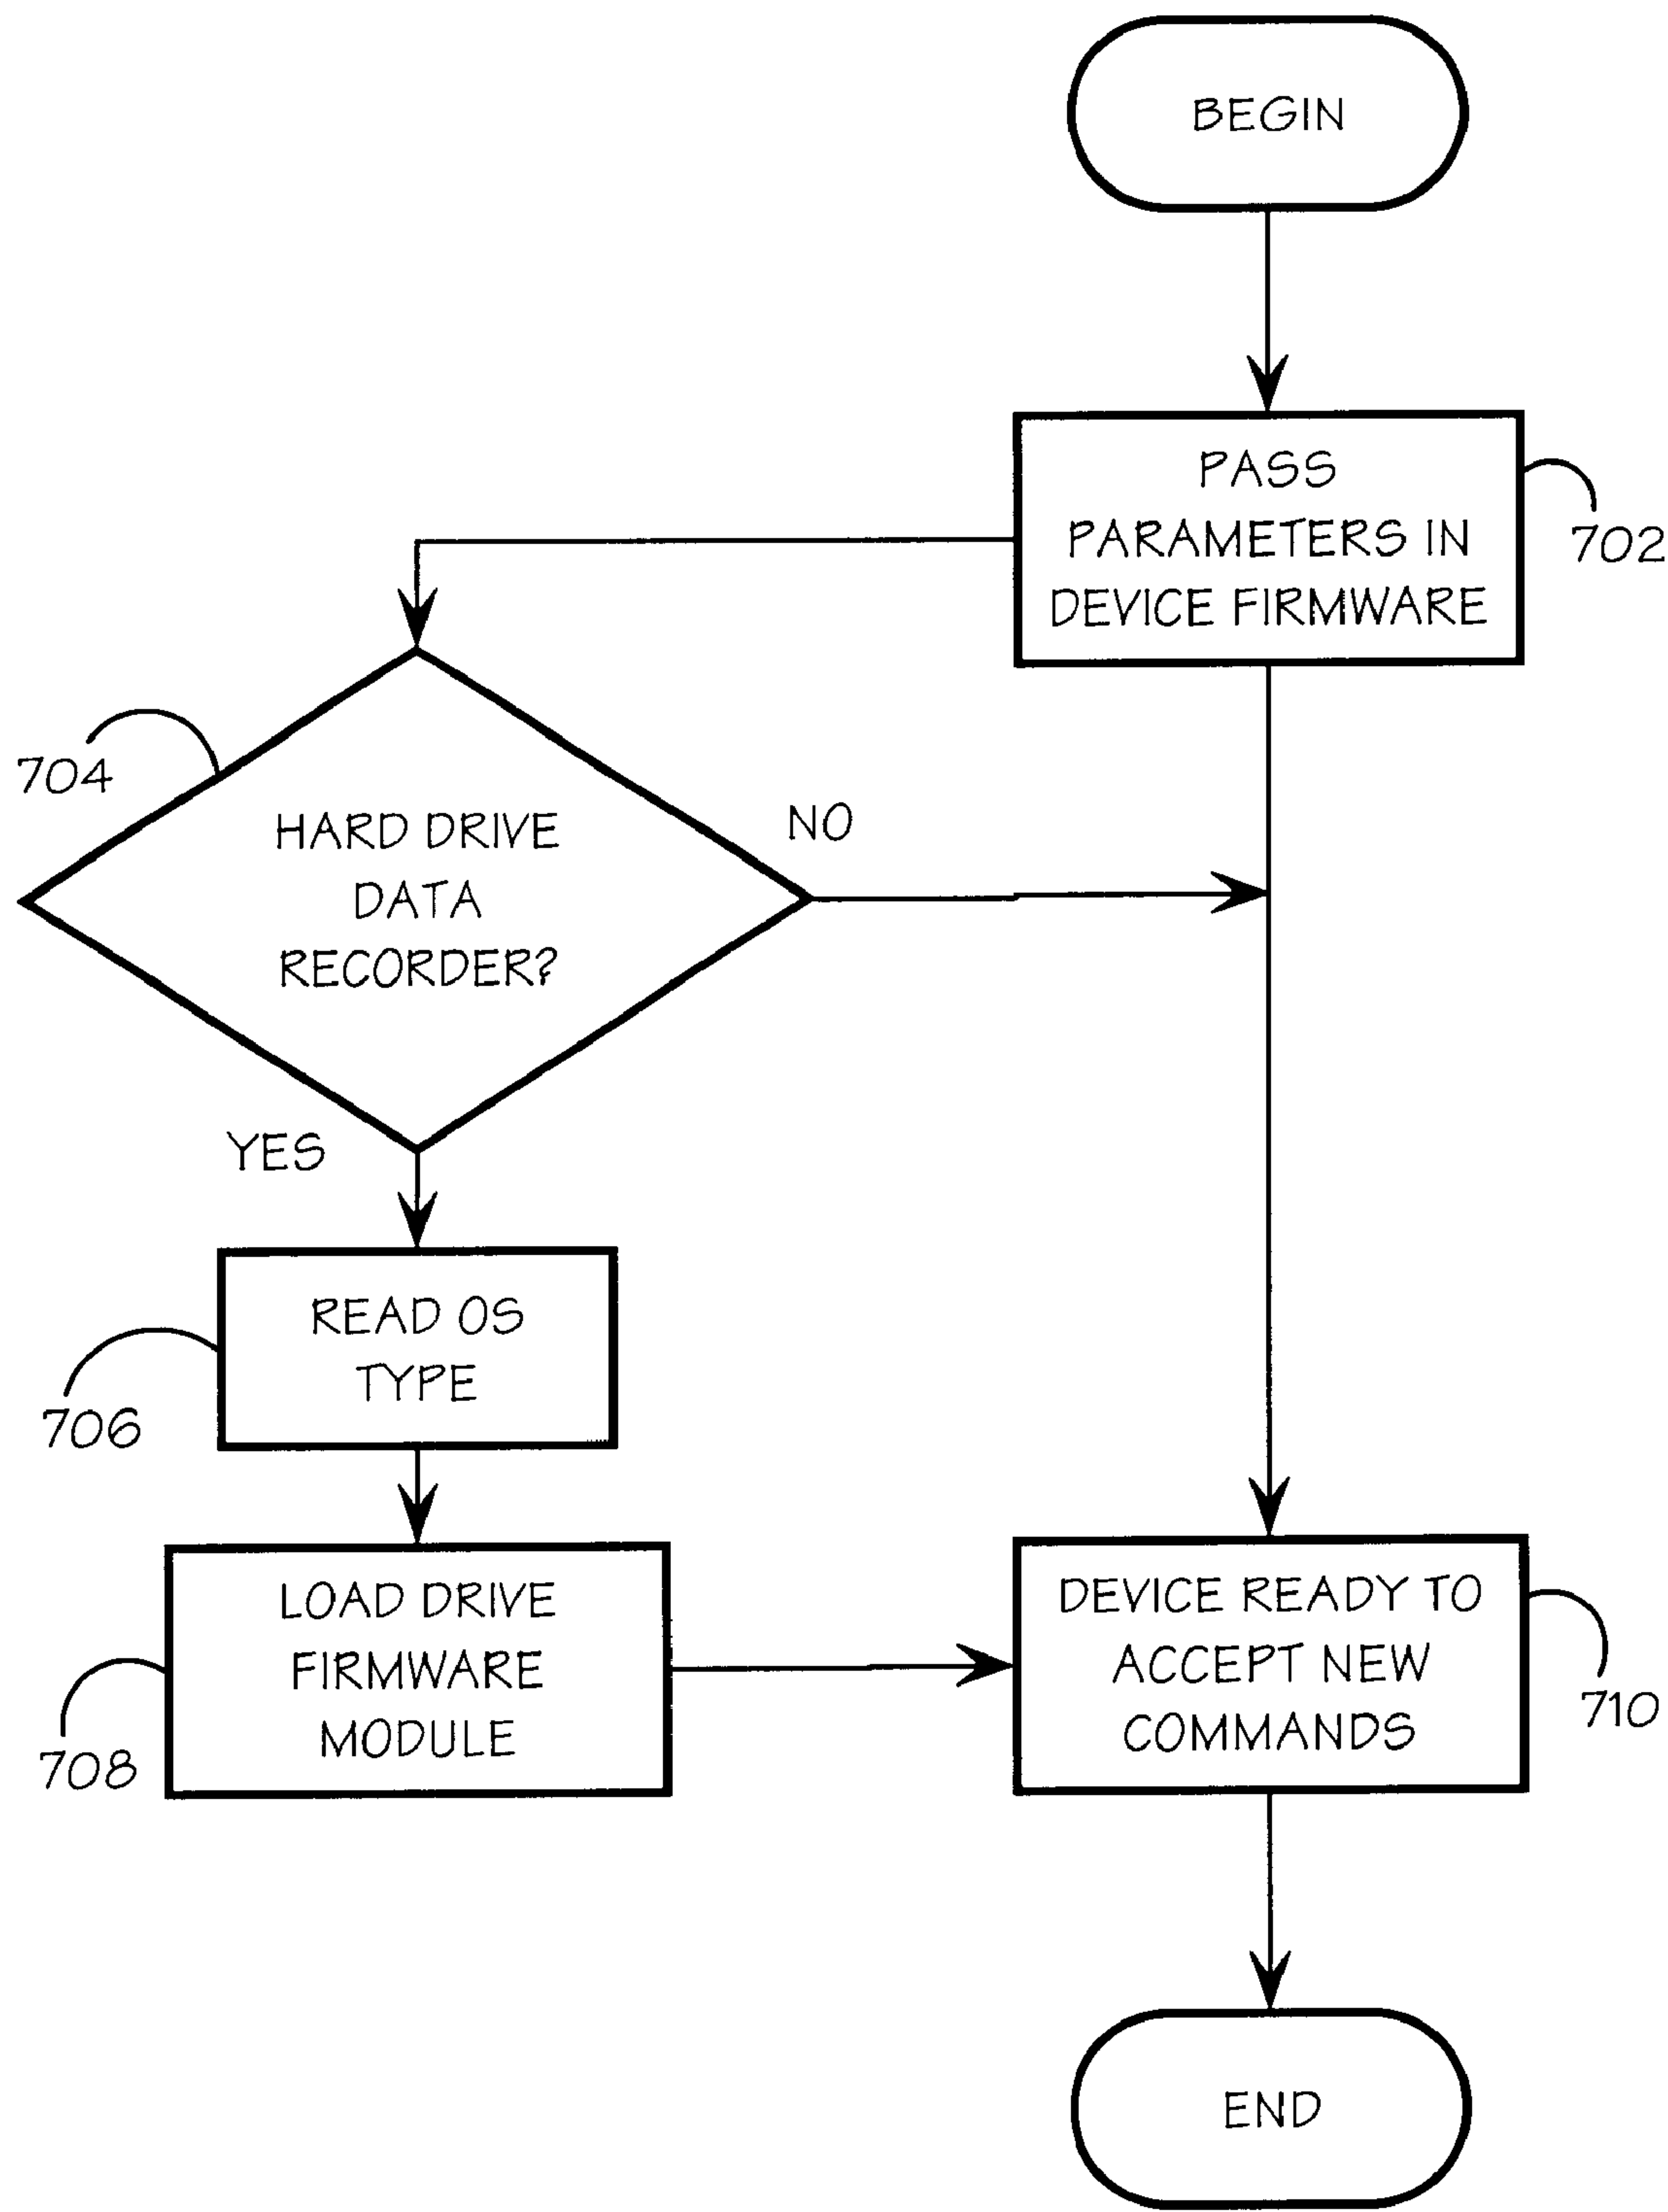 BEGIN
PASS
PARAMETERS IN
DEVICE FIRMWARE
702
704
HARD DRIVE
DATA
RECORDER?
NO
YES
READ OS
TYPE
706
LOAD DRIVE
FIRMWARE
MODULE
708
DEVICE READY TO
ACCEPT NEW
COMMANDS
710
END